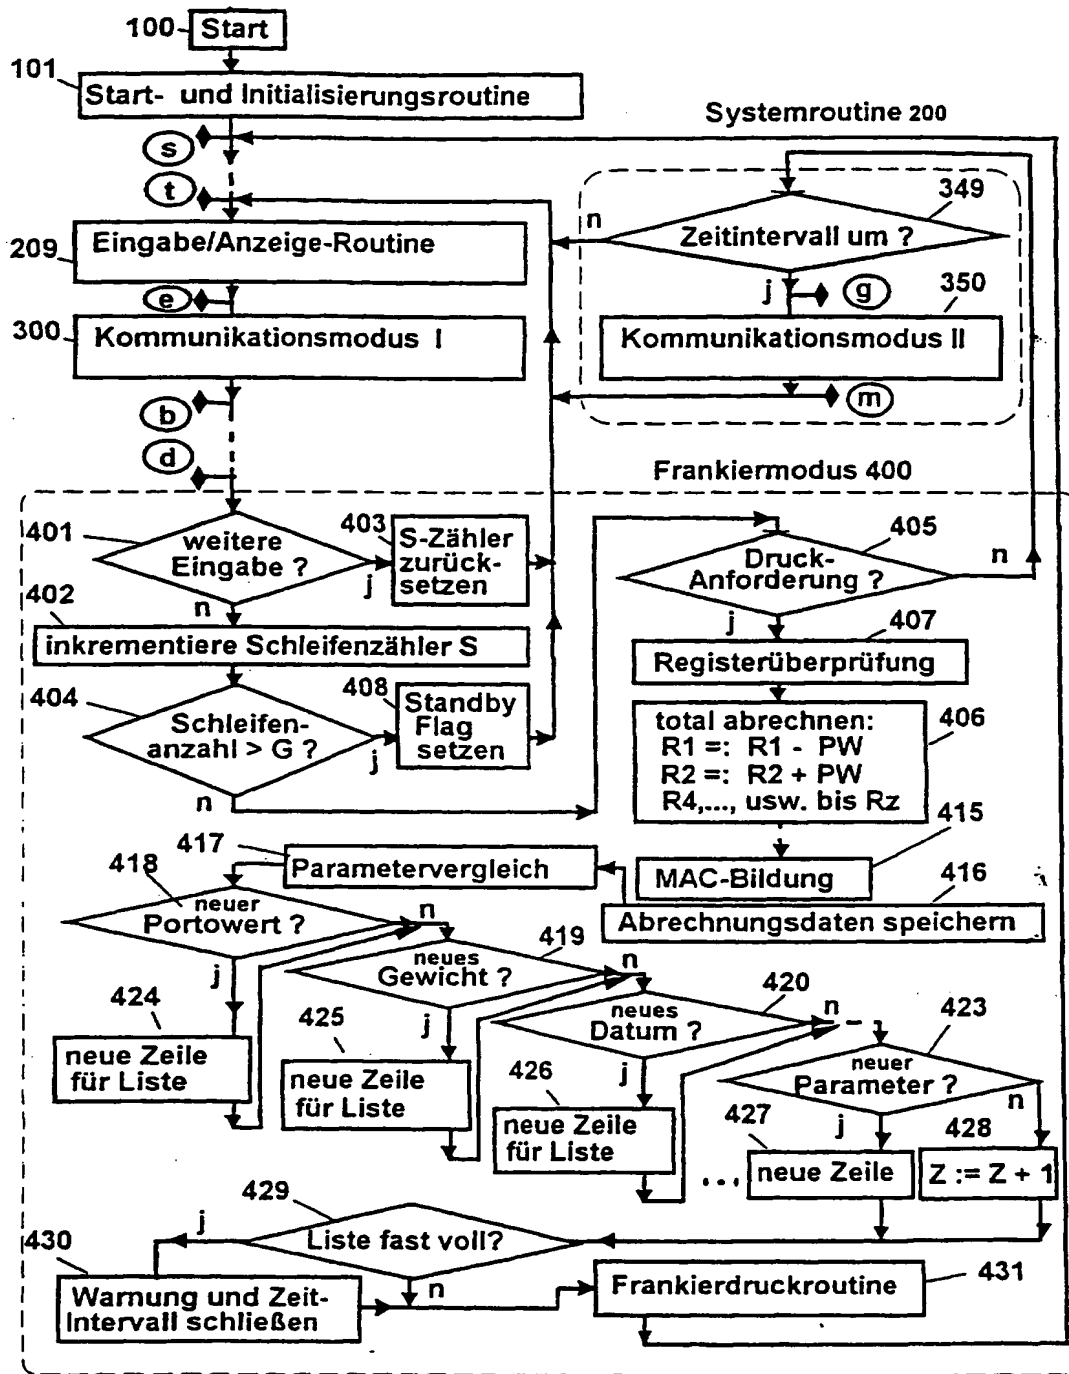 100 Start
101 Start- und Initialisierungsroutine
Systemroutine 200
s
t
209 Eingabe/Anzeige-Routine
e
300 Kommunikationsmodus I
b
d
349
n Zeitintervall um ?
j
g
350
Kommunikationsmodus II
m
Frankiermodus 400
401 weitere
Eingabe ?
j
n
403 S-Zähler
zurück-
setzen
402
inkrementiere Schleifenzähler S
404 Schleifen-
anzahl > G ?
j
n
408 Standby
Flag
setzen
405
Druck-
Anforderung ?
n
j
407
Registerüberprüfung
total abrechnen:
R1 =: R1 - PW
R2 =: R2 + PW
R4,..., usw. bis Rz
406
415
MAC-Bildung
416
Abrechnungsdaten speichern
417
Parametervergleich
418
neuer
Portowert ?
n
j
419
neues
Gewicht ?
n
j
420
neues
Datum ?
n
j
423
neuer
Parameter ?
n
j
424
neue Zeile
für Liste
425
neue Zeile
für Liste
426
neue Zeile
für Liste
...
427
neue Zeile
428
Z := Z + 1
429
Liste fast voll?
j
n
430
Warnung und Zeit-
Intervall schließen
Frankierdruckroutine
431